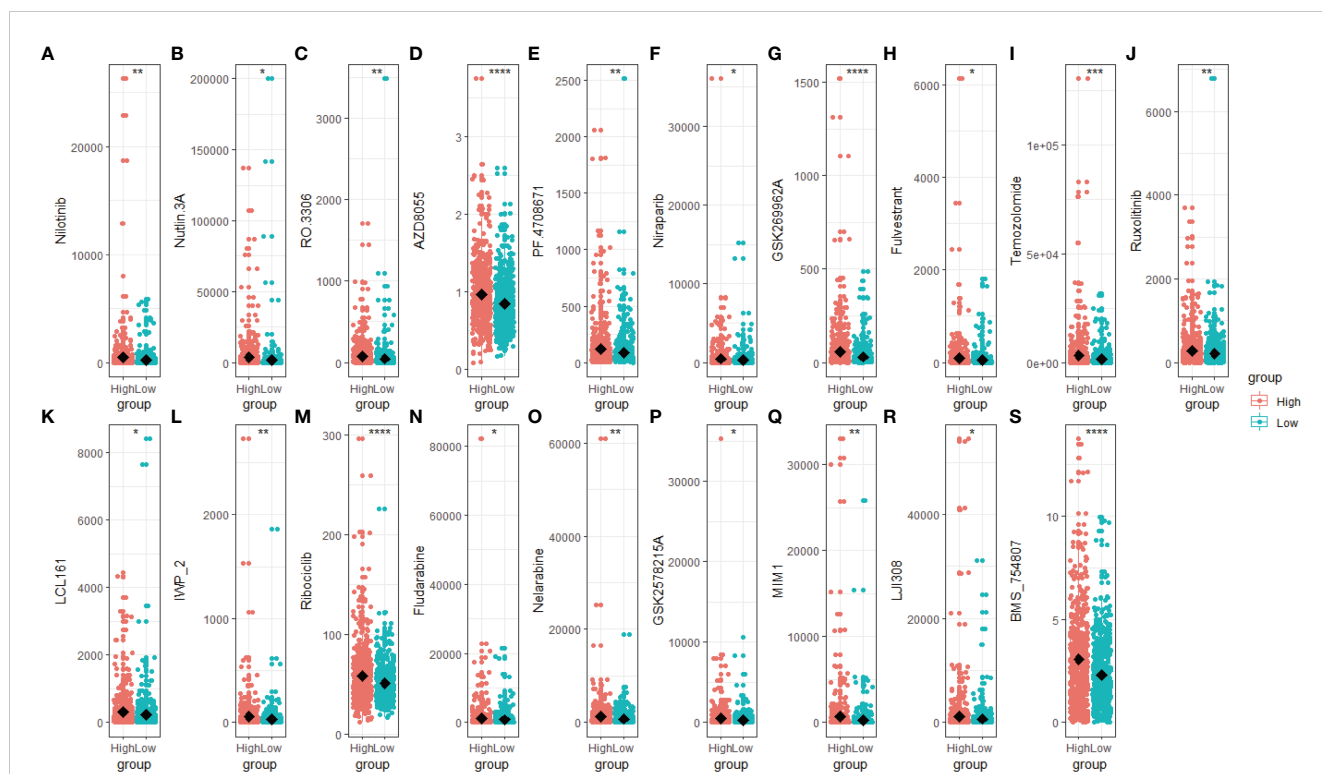 A
B
C
D
E
F
G
H
I
J
Nilotinib
**
0
10000
20000
HighLow
group
Nutlin.3A
*
0
50000
100000
150000
200000
HighLow
group
RO.3306
**
0
1000
2000
3000
HighLow
group
AZD8055
****
0
1
2
3
HighLow
group
PF.4708671
**
0
500
1000
1500
2000
2500
HighLow
group
Niraparib
*
0
10000
20000
30000
HighLow
group
GSK269962A
****
0
500
1000
1500
HighLow
group
Fulvestrant
*
0
2000
4000
6000
HighLow
group
Temozolomide
***
0e+00
5e+04
1e+05
HighLow
group
Ruxolitinib
**
0
2000
4000
6000
HighLow
group
group
High
Low
K
L
M
N
O
P
Q
R
S
LCL161
*
0
2000
4000
6000
8000
HighLow
group
IWP_2
**
0
1000
2000
HighLow
group
Ribociclib
****
0
50
100
150
200
250
300
HighLow
group
Fludarabine
*
0
20000
40000
60000
80000
HighLow
group
Nelarabine
**
0
20000
40000
60000
HighLow
group
GSK2578215A
*
0
10000
20000
30000
HighLow
group
MIM1
**
0
10000
20000
30000
HighLow
group
LJI308
*
0
20000
40000
HighLow
group
BMS_754807
****
0
5
10
HighLow
group